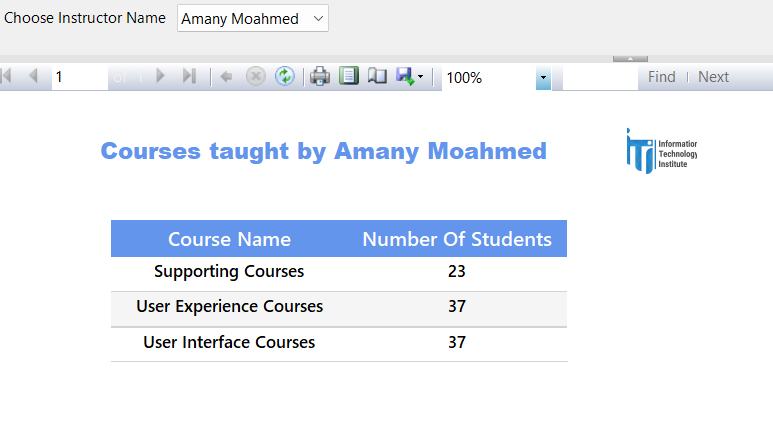 Choose Instructor Name Amany Moahmed
1 of 1 100% Find | Next
Courses taught by Amany Moahmed
iTi
Information
Technology
Institute
Course Name Number Of Students
Supporting Courses 23
User Experience Courses 37
User Interface Courses 37